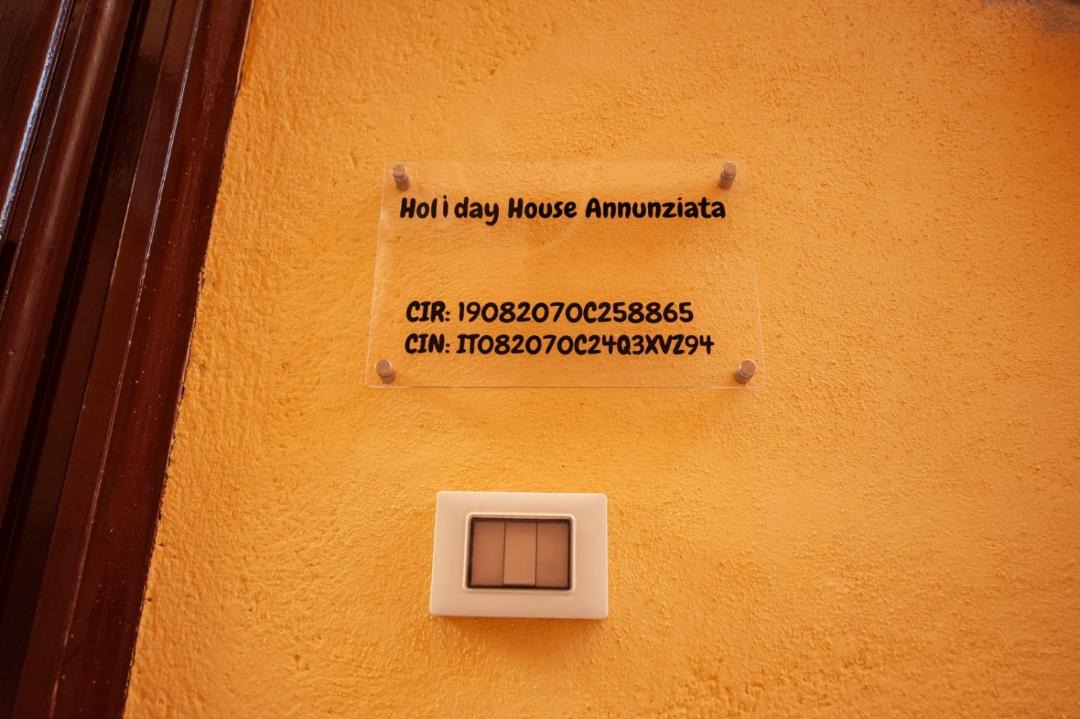 Holiday House Annunziata
CIR: 19082070C258865
CIN: IT082070C24Q3XVZ94